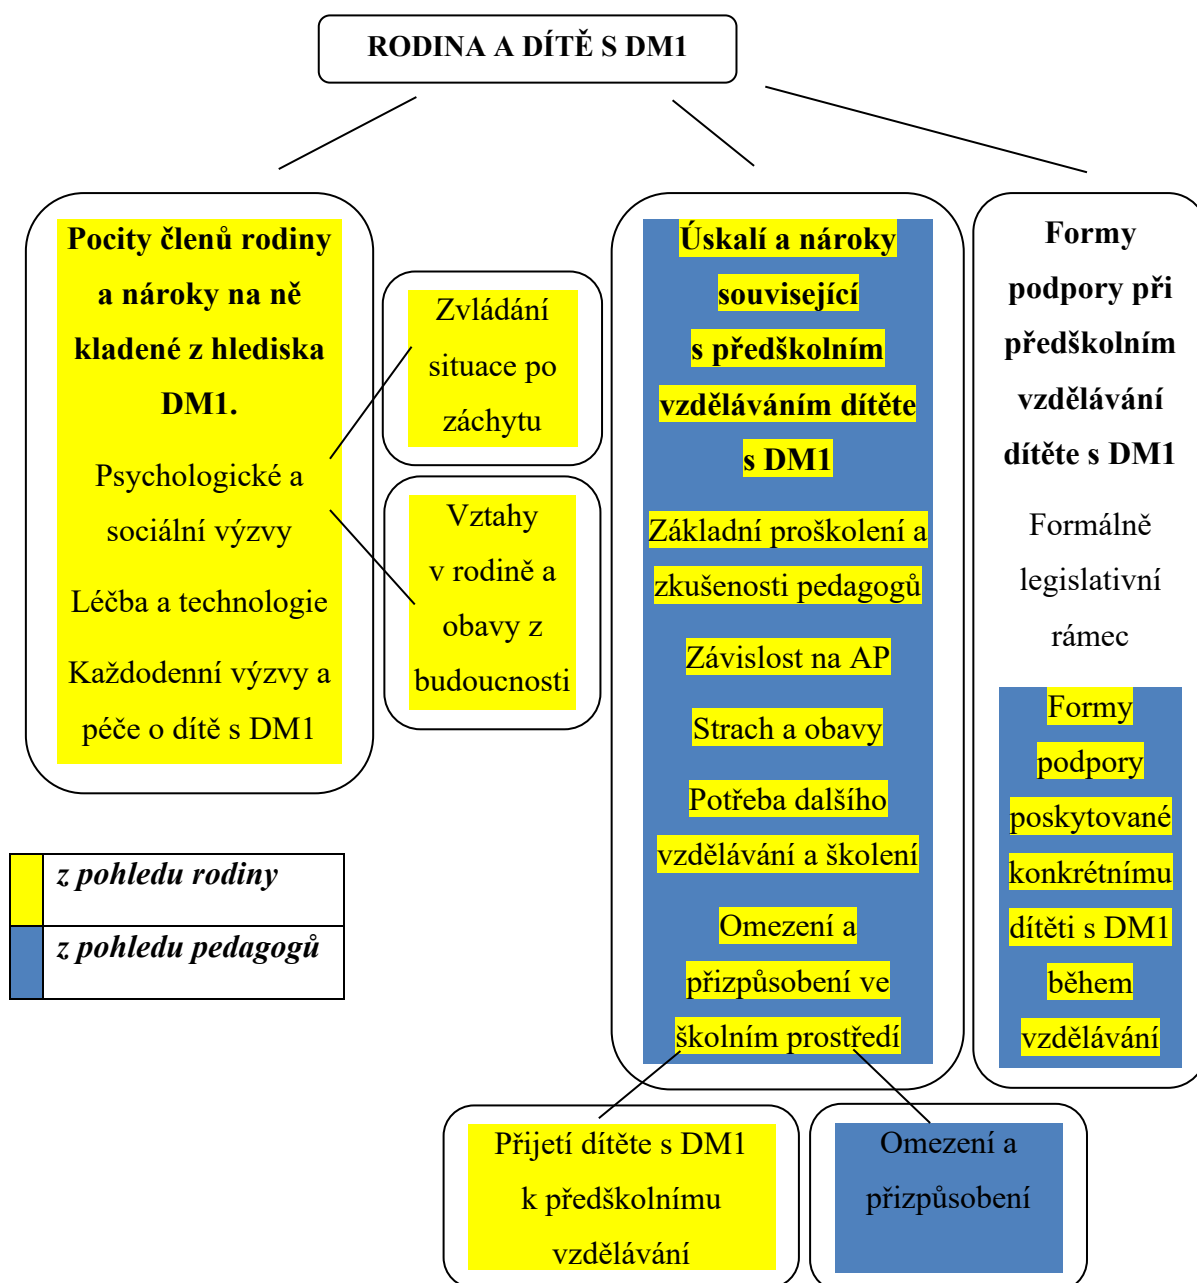 RODINA A DÍTĚ S DM1
Pocity členů rodiny
a nároky na ně
kladené z hlediska
DM1.
Psychologické a
sociální výzvy
Léčba a technologie
Každodenní výzvy a
péče o dítě s DM1
Zvládání
situace po
záchytu
Vztahy
v rodině a
obavy z
budoucnosti
Úskalí a nároky
související
s předškolním
vzděláváním dítěte
s DM1
Základní proškolení a
zkušenosti pedagogů
Závislost na AP
Strach a obavy
Potřeba dalšího
vzdělávání a školení
Omezení a
přizpůsobení ve
školním prostředí
Formy
podpory při
předškolním
vzdělávání
dítěte s DM1
Formálně
legislativní
rámec
Formy
podpory
poskytované
konkrétnímu
dítěti s DM1
během
vzdělávání
z pohledu rodiny
z pohledu pedagogů
Přijetí dítěte s DM1
k předškolnímu
vzdělávání
Omezení a
přizpůsobení